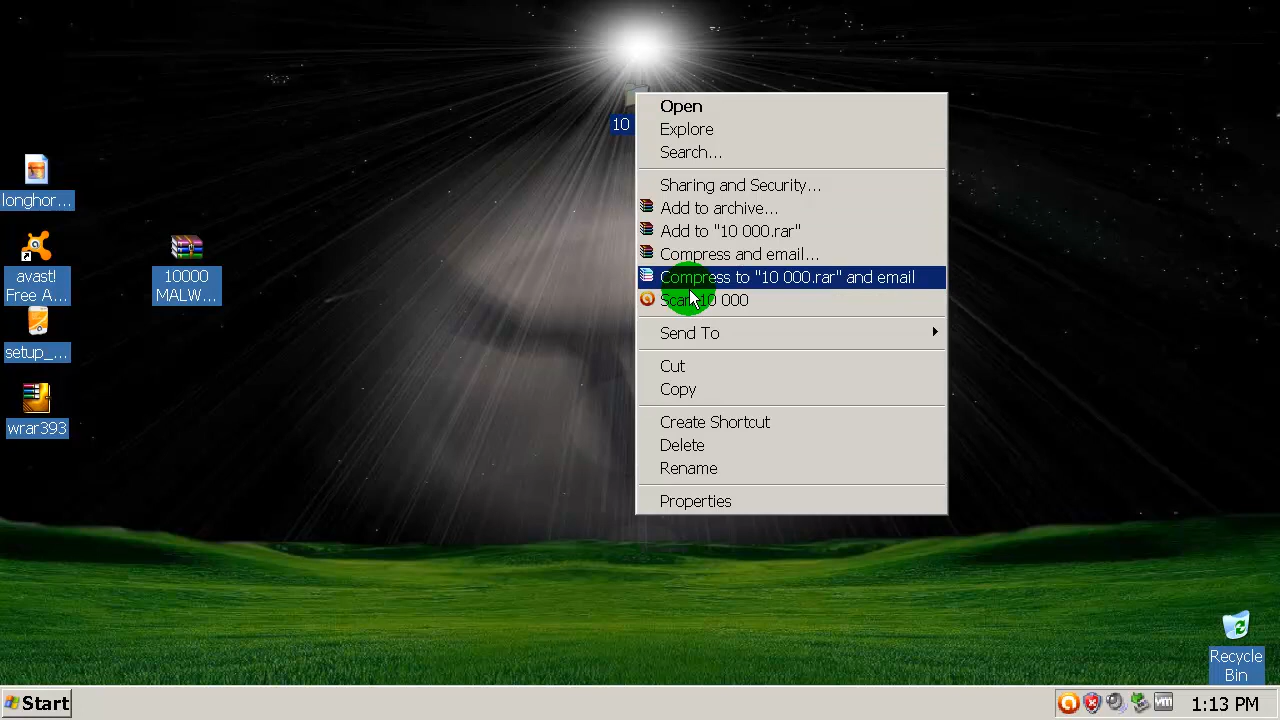 longhor...
avast!
Free A...
setup_...
wrar393
10000
MALW...
10
Open
Explore
Search...
Sharing and Security...
Add to archive...
Add to "10 000.rar"
Compress and email...
Compress to "10 000.rar" and email
Scan 10 000
Send To
Cut
Copy
Create Shortcut
Delete
Rename
Properties
Recycle
Bin
Start
vm
1:13 PM